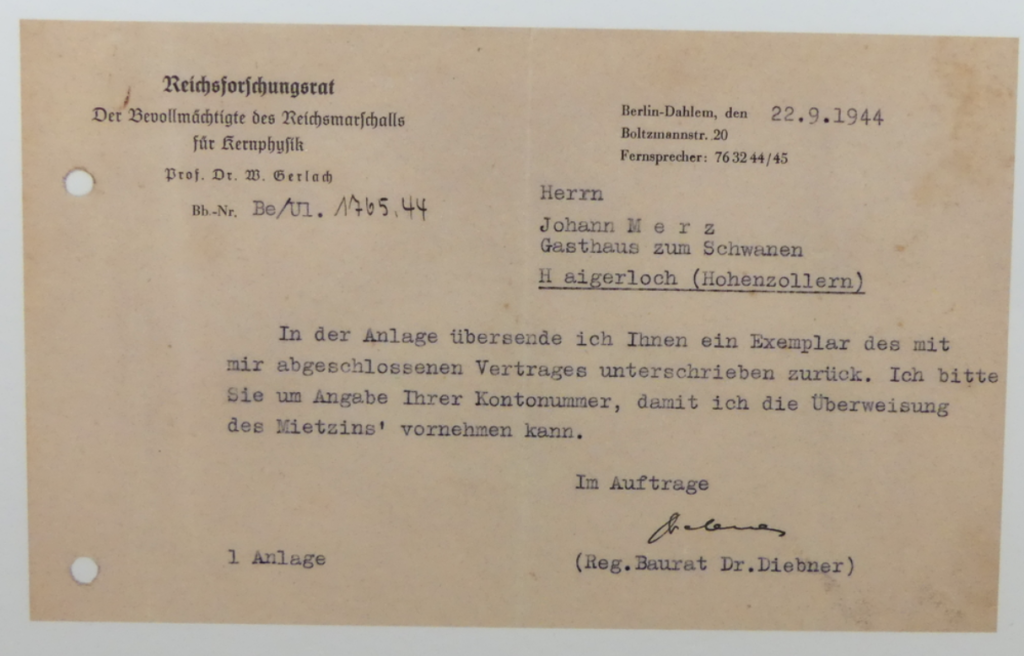 Reichsforschungsrat
Der Bevollmächtigte des Reichsmarschalls
für Kernphysik
Prof. Dr. W. Gerlach
Bb.-Nr. Be/Ul. 1765.44
Berlin-Dahlem, den 22.9.1944
Boltzmannstr. 20
Fernsprecher: 76 32 44/45
Herrn
Johann M e r z
Gasthaus zum Schwanen
H aigerloch (Hohenzollern)
In der Anlage übersende ich Ihnen ein Exemplar des mit
mir abgeschlossenen Vertrages unterschrieben zurück. Ich bitte
Sie um Angabe Ihrer Kontonummer, damit ich die Überweisung
des Mietzins' vornehmen kann.
Im Auftrage
Diebner
(Reg.Baurat Dr.Diebner)
1 Anlage